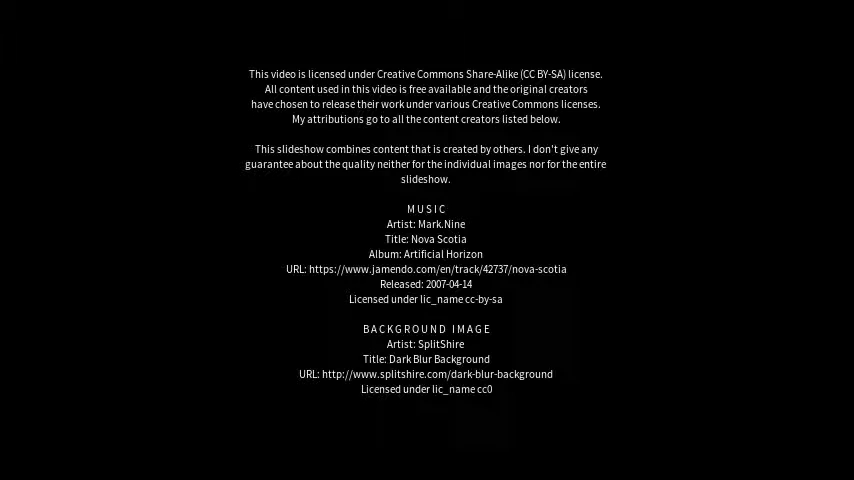 This video is licensed under Creative Commons Share-Alike (CC BY-SA) license.
All content used in this video is free available and the original creators
have chosen to release their work under various Creative Commons licenses.
My attributions go to all the content creators listed below.
This slideshow combines content that is created by others. I don't give any
guarantee about the quality neither for the individual images nor for the entire
slideshow.
MUSIC
Artist: Mark.Nine
Title: Nova Scotia
Album: Artificial Horizon
URL: https://www.jamendo.com/en/track/42737/nova-scotia
Released: 2007-04-14
Licensed under lic_name cc-by-sa
BACKGROUND IMAGE
Artist: SplitShire
Title: Dark Blur Background
URL: http://www.splitshire.com/dark-blur-background
Licensed under lic_name cc0